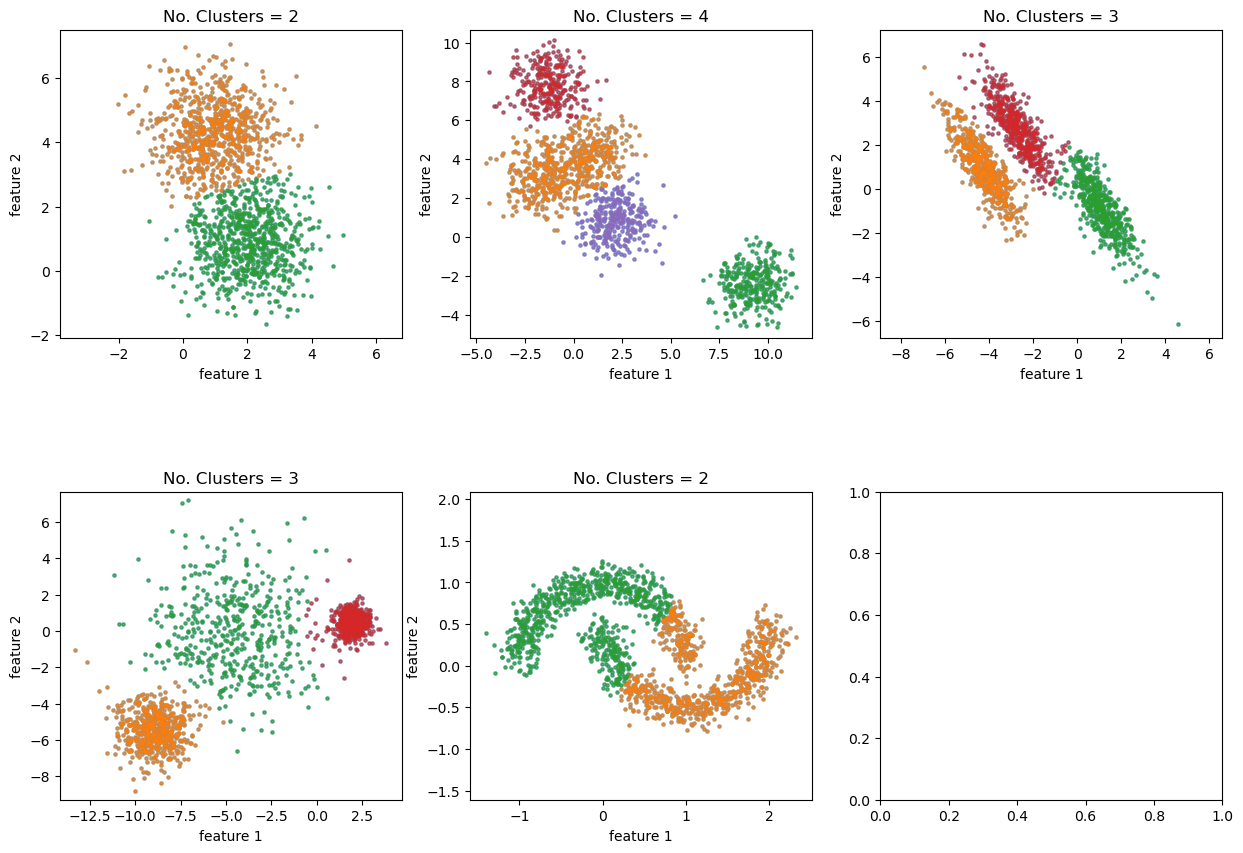 No. Clusters = 2
feature 2
6
4
2
0
−2
−2 0 2 4 6
feature 1
No. Clusters = 4
feature 2
10
8
6
4
2
0
−2
−4
−5.0 −2.5 0.0 2.5 5.0 7.5 10.0
feature 1
No. Clusters = 3
feature 2
6
4
2
0
−2
−4
−6
−8 −6 −4 −2 0 2 4 6
feature 1
No. Clusters = 3
feature 2
6
4
2
0
−2
−4
−6
−8
−12.5 −10.0 −7.5 −5.0 −2.5 0.0 2.5
feature 1
No. Clusters = 2
feature 2
2.0
1.5
1.0
0.5
0.0
−0.5
−1.0
−1.5
−1 0 1 2
feature 1
1.0
0.8
0.6
0.4
0.2
0.0
0.0 0.2 0.4 0.6 0.8 1.0